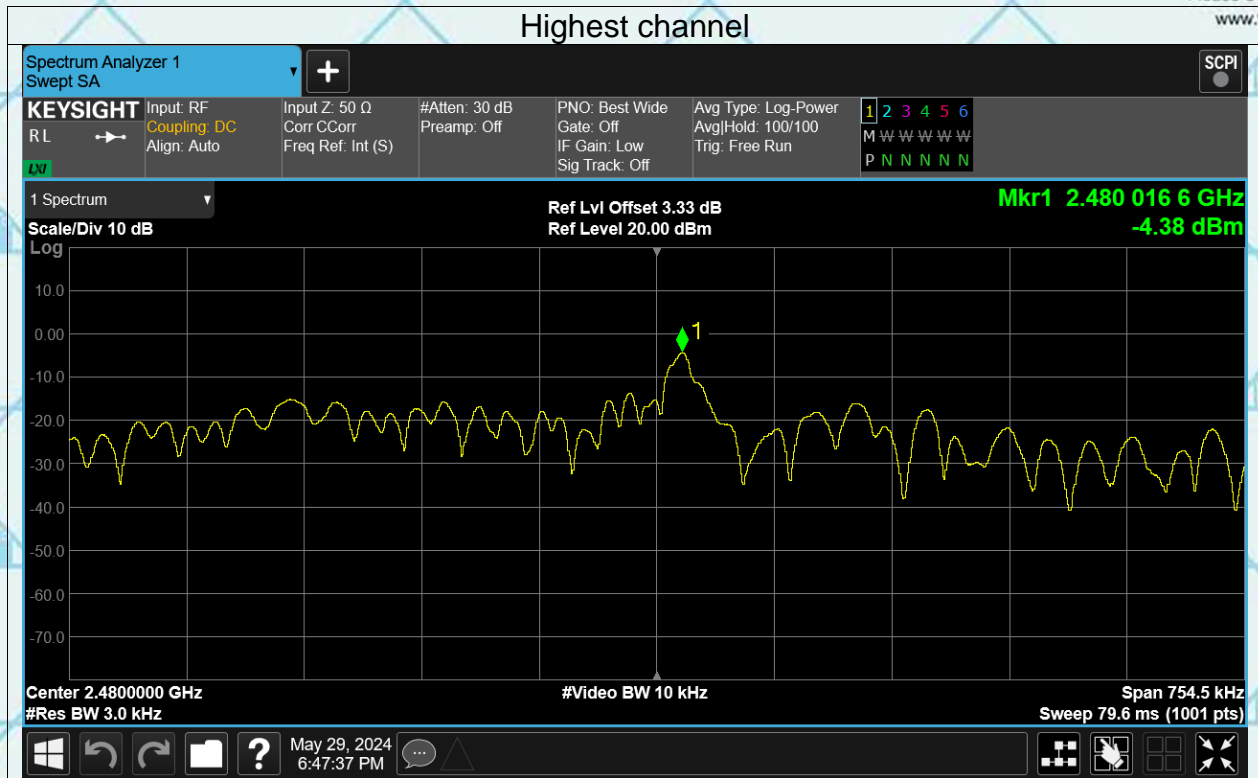 www.
Highest channel
Spectrum Analyzer 1
Swept SA
+
SCPI
KEYSIGHT
R L
LXI
Input: RF
Coupling: DC
Align: Auto
Input Z: 50 Ω
Corr CCorr
Freq Ref: Int (S)
#Atten: 30 dB
Preamp: Off
PNO: Best Wide
Gate: Off
IF Gain: Low
Sig Track: Off
Avg Type: Log-Power
Avg|Hold: 100/100
Trig: Free Run
1 2 3 4 5 6
M W W W W W
P N N N N N
1 Spectrum
Scale/Div 10 dB
Ref Lvl Offset 3.33 dB
Ref Level 20.00 dBm
Mkr1 2.480 016 6 GHz
-4.38 dBm
Log
10.0
0.00
-10.0
-20.0
-30.0
-40.0
-50.0
-60.0
-70.0
1
Center 2.4800000 GHz
#Res BW 3.0 kHz
#Video BW 10 kHz
Span 754.5 kHz
Sweep 79.6 ms (1001 pts)
?
May 29, 2024
6:47:37 PM